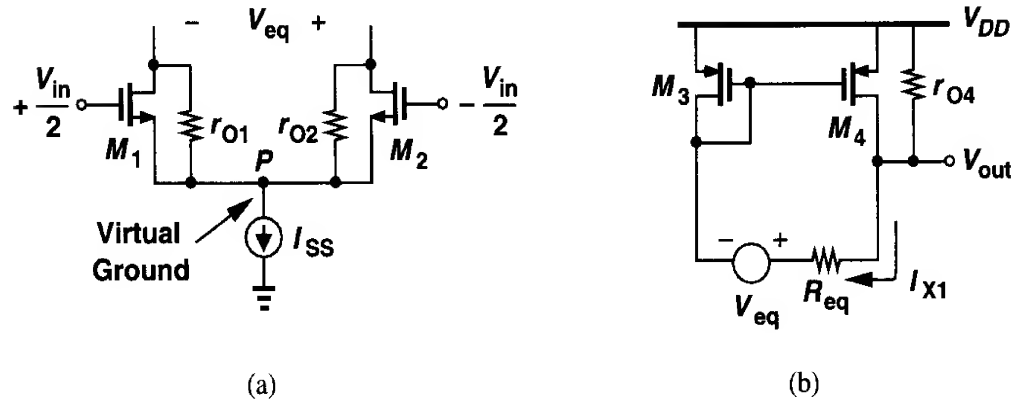 − V_eq +
+ V_in/2
− V_in/2
r_O1
r_O2
M_1
P
M_2
Virtual
Ground
I_SS
(a)
V_DD
M_3
M_4
r_O4
V_out
− +
V_eq
R_eq
I_X1
(b)